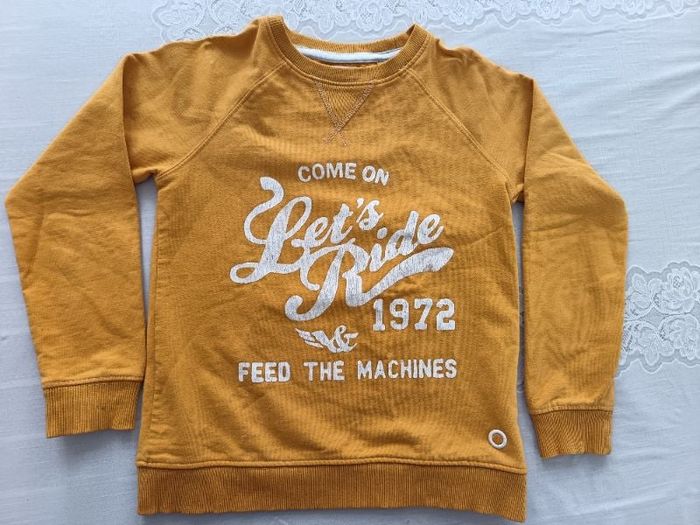 COME ON
Let's
Ride
1972
&
FEED THE MACHINES